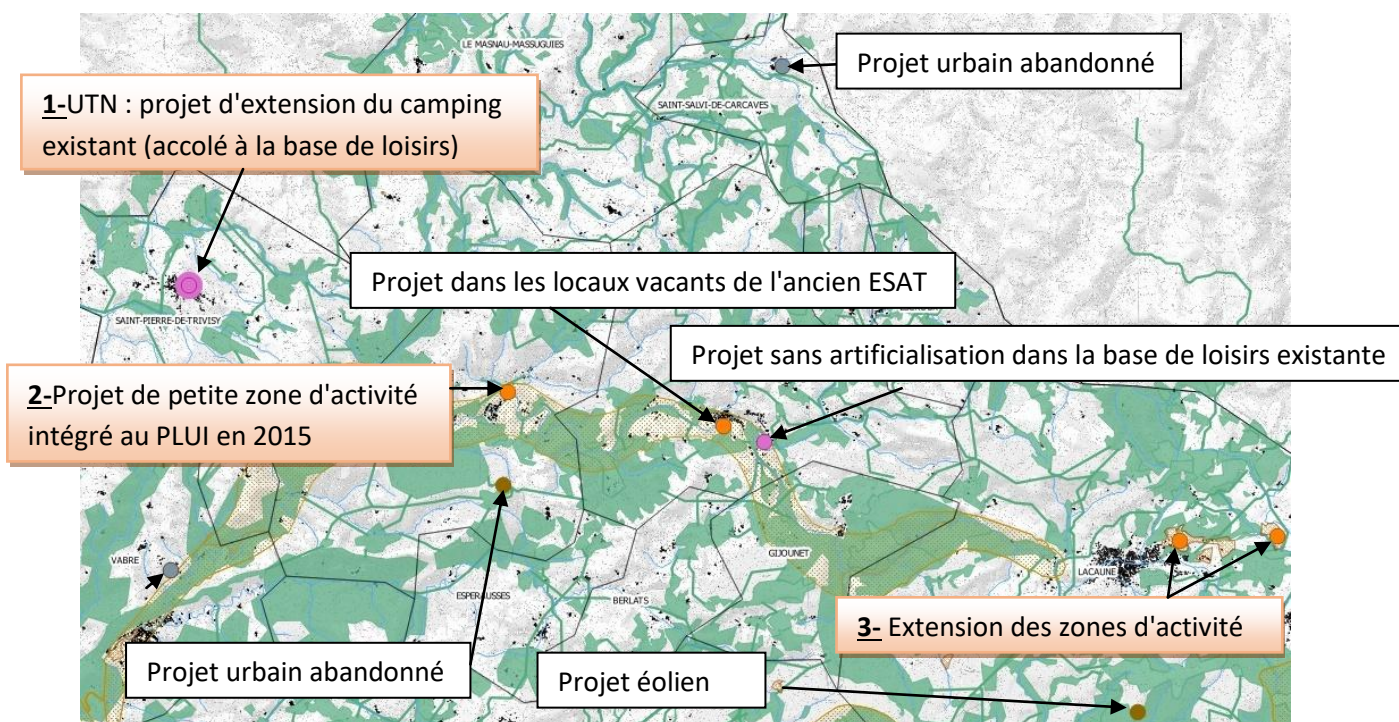 LE MASNAU-MASSUGUIES
Projet urbain abandonné
1-UTN : projet d'extension du camping
existant (accolé à la base de loisirs)
SAINT-SALVI-DE-CARCAVES
Projet dans les locaux vacants de l'ancien ESAT
SAINT-PIERRE-DE-TRIVISY
Projet sans artificialisation dans la base de loisirs existante
2-Projet de petite zone d'activité
intégré au PLUI en 2015
VABRE
GIJOUNET
LACAUNE
ESPERAUSSES
BERLATS
3- Extension des zones d'activité
Projet urbain abandonné
Projet éolien